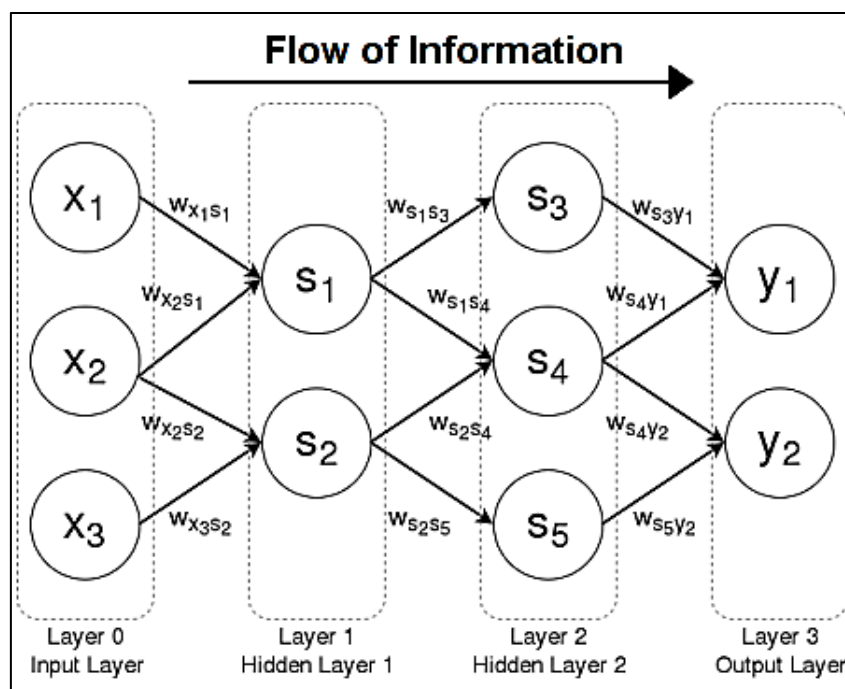 Flow of Information
x₁
x₂
x₃
wx₁s₁
wx₂s₁
wx₂s₂
wx₃s₂
s₁
s₂
ws₁s₃
ws₁s₄
ws₂s₄
ws₂s₅
s₃
s₄
s₅
ws₃y₁
ws₄y₁
ws₄y₂
ws₅y₂
y₁
y₂
Layer 0
Input Layer
Layer 1
Hidden Layer 1
Layer 2
Hidden Layer 2
Layer 3
Output Layer